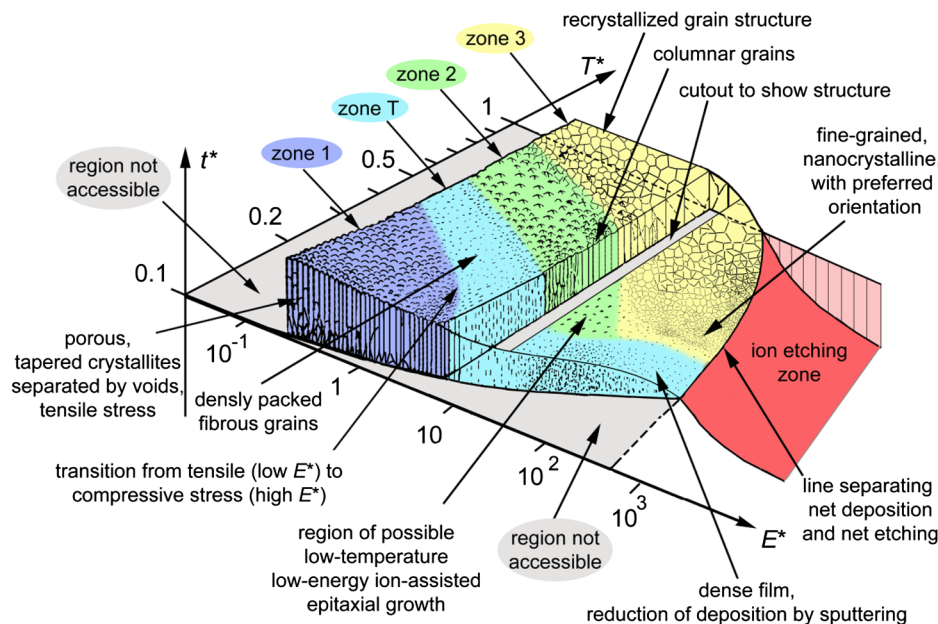 recrystallized grain structure
zone 3
columnar grains
zone 2
T*
cutout to show structure
zone T
1
fine-grained,
nanocrystalline
with preferred
orientation
zone 1
0.5
t*
region not
accessible
0.2
0.1
porous,
tapered crystallites
separated by voids,
tensile stress
10-1
1
10
102
103
E*
densly packed
fibrous grains
ion etching
zone
transition from tensile (low E*) to
compressive stress (high E*)
line separating
net deposition
and net etching
region of possible
low-temperature
low-energy ion-assisted
epitaxial growth
region not
accessible
dense film,
reduction of deposition by sputtering